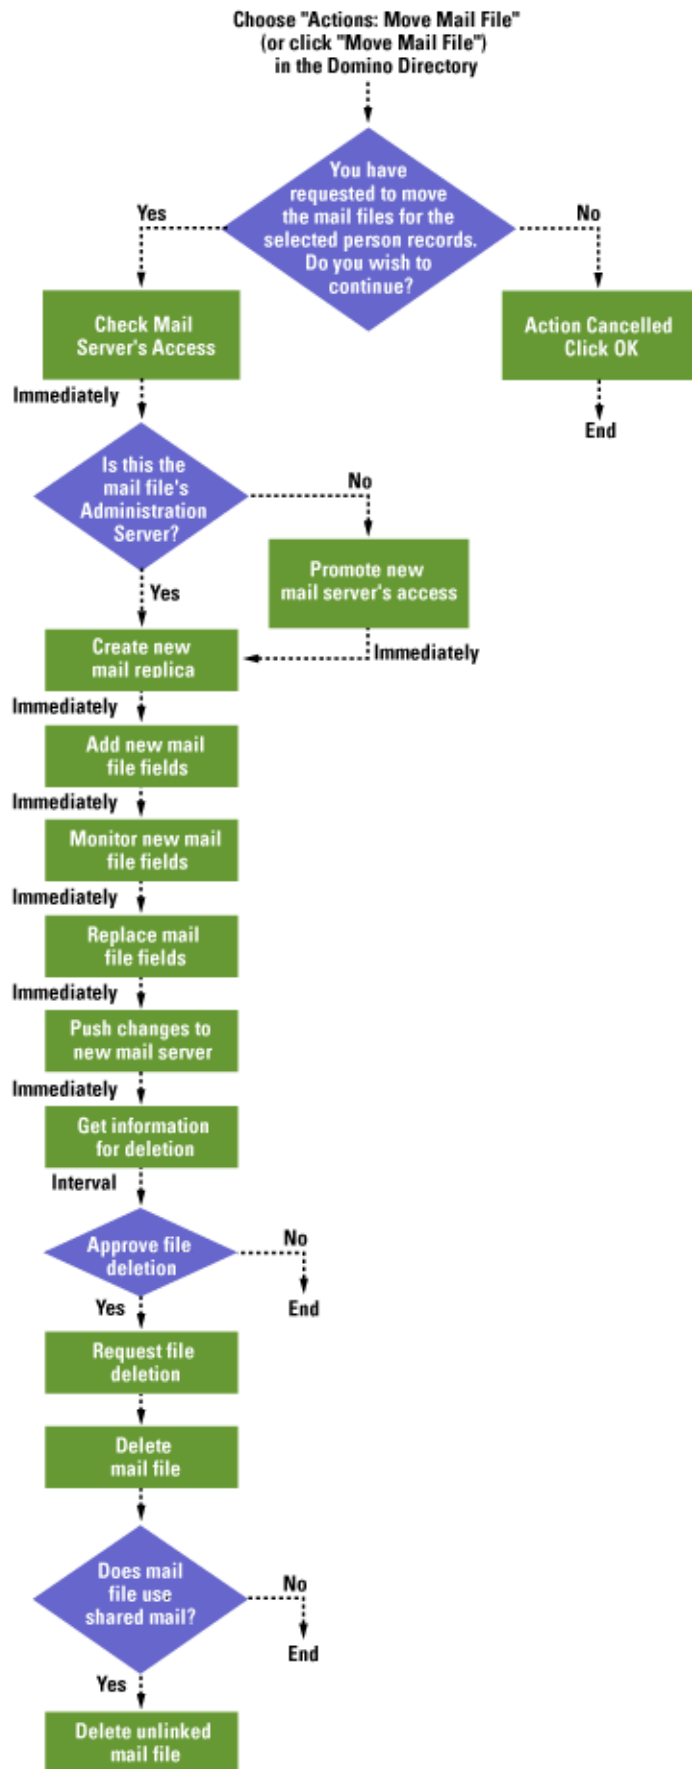 Choose "Actions: Move Mail File"
(or click "Move Mail File")
in the Domino Directory
You have
requested to move
the mail files for the
selected person records.
Do you wish to
continue?
Yes
No
Check Mail
Server's Access
Action Cancelled
Click OK
Immediately
End
Is this the
mail file's
Administration
Server?
No
Promote new
mail server's access
Yes
Immediately
Create new
mail replica
Immediately
Add new mail
file fields
Immediately
Monitor new mail
file fields
Immediately
Replace mail
file fields
Immediately
Push changes to
new mail server
Immediately
Get information
for deletion
Interval
Approve file
deletion
No
End
Yes
Request file
deletion
Delete
mail file
Does mail
file use
shared mail?
No
End
Yes
Delete unlinked
mail file